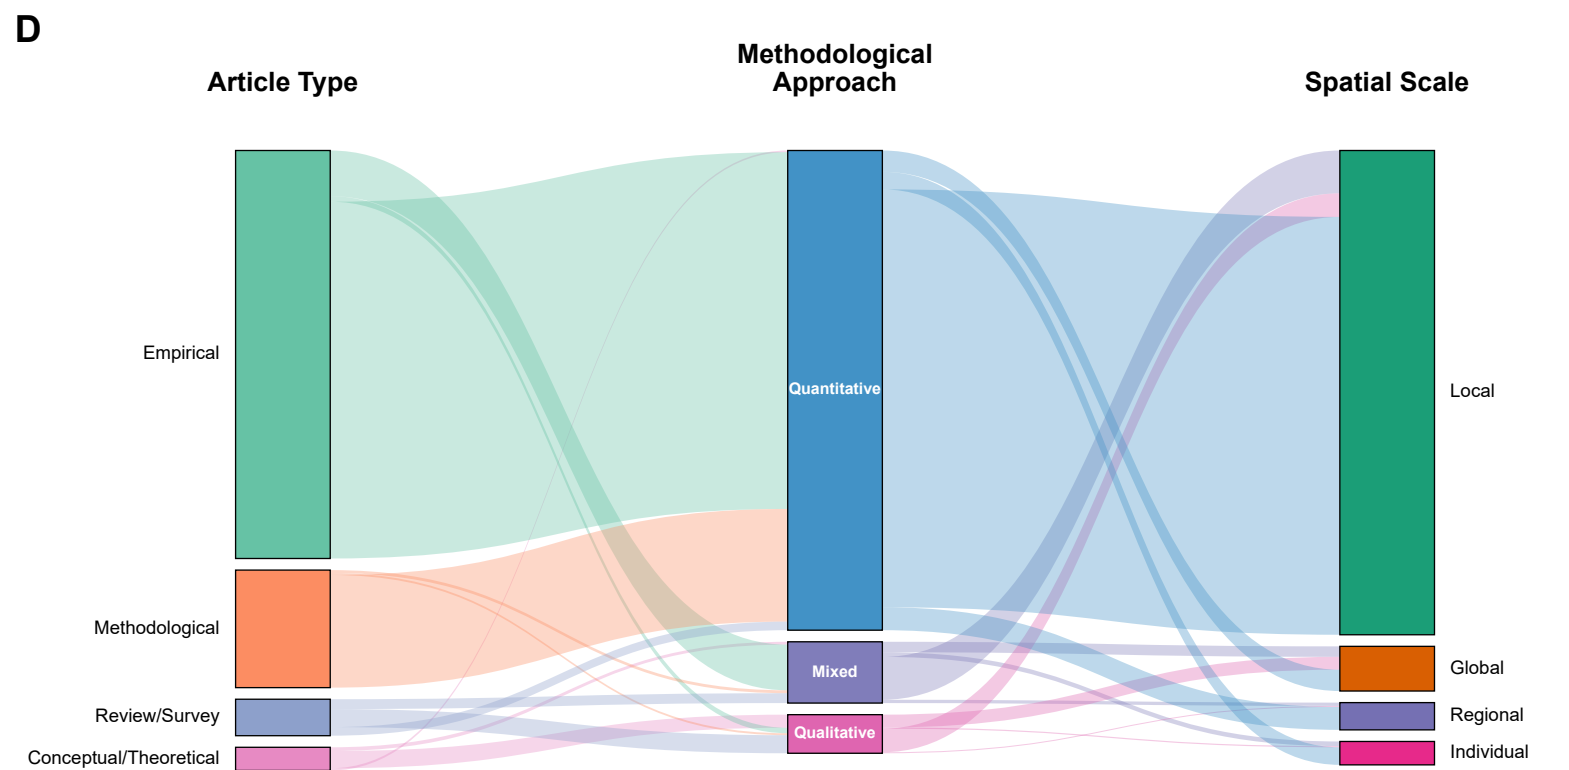 D
Article Type
Methodological
Approach
Spatial Scale
Empirical
Methodological
Review/Survey
Conceptual/Theoretical
Quantitative
Mixed
Qualitative
Local
Global
Regional
Individual